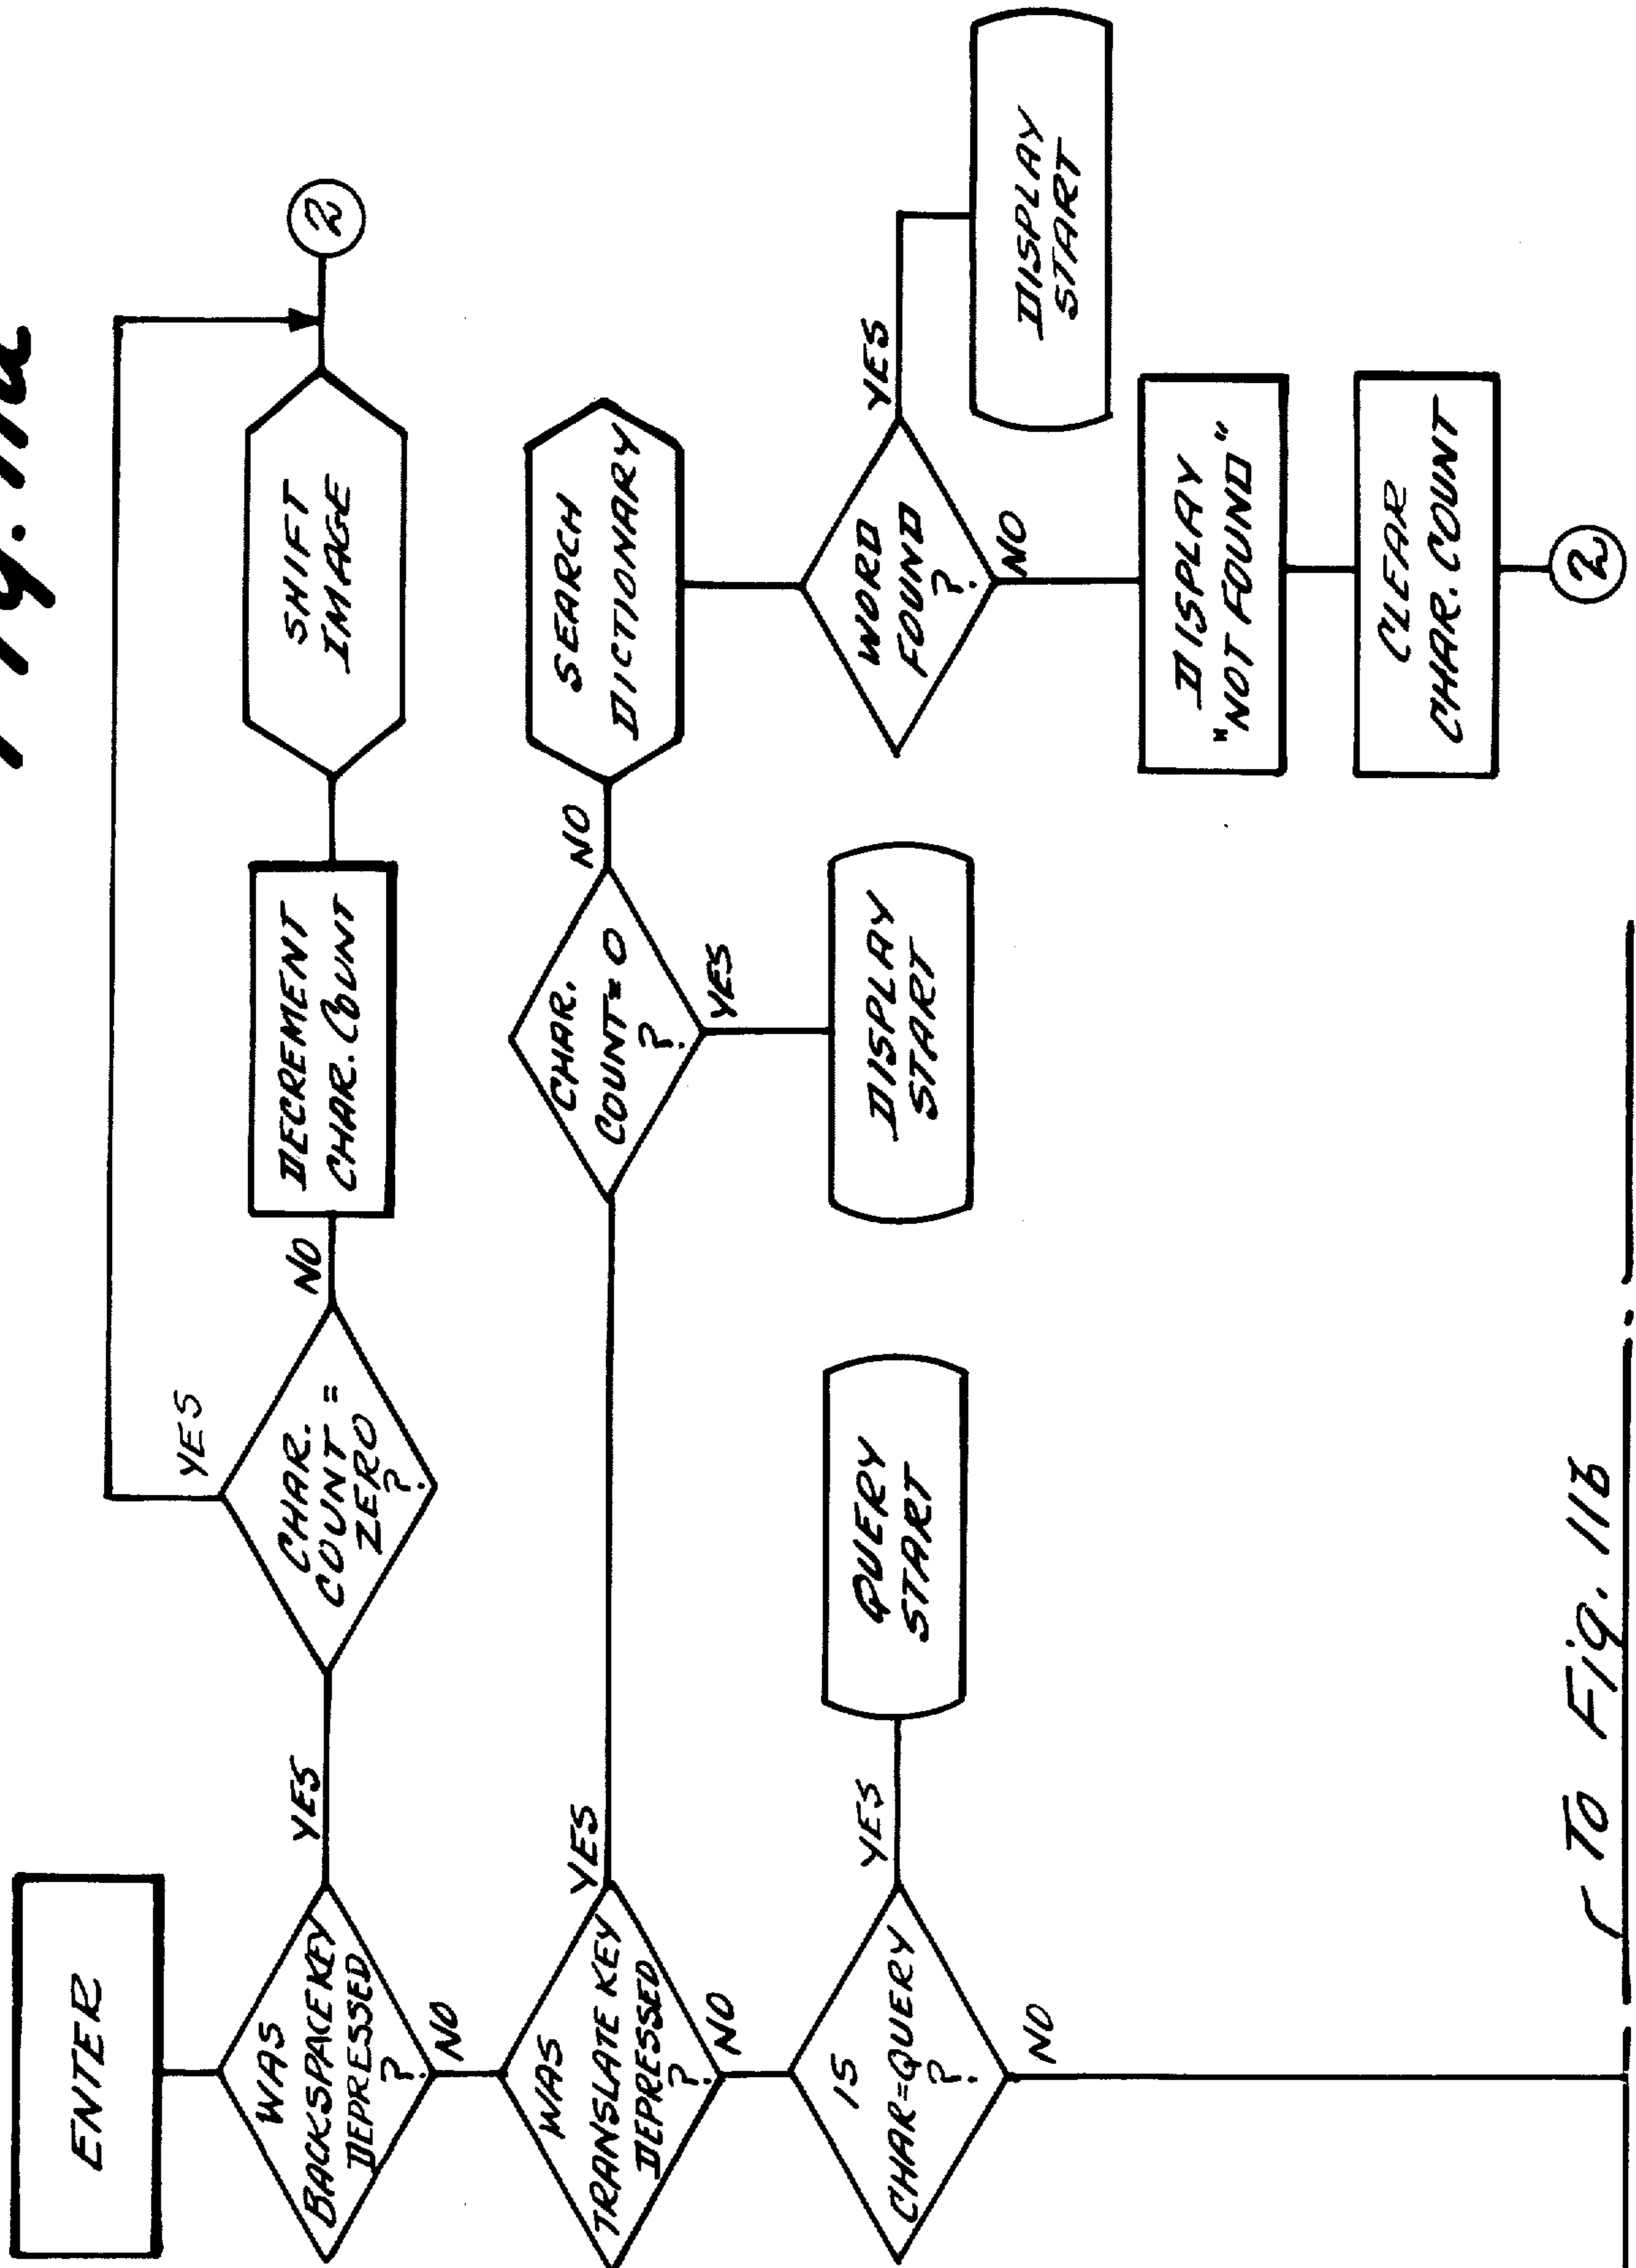 ENTER
WAS
BACKSPACE KEY
DEPRESSED
?
YES
NO
CHAR.
COUNT =
ZERO
?
YES
NO
DECREMENT
CHAR. COUNT
SHIFT
IMAGE
2
WAS
TRANSLATE KEY
DEPRESSED
?
YES
NO
CHAR.
COUNT = 0
?
NO
YES
DISPLAY
START
SEARCH
DICTIONARY
WORD
FOUND
?
YES
NO
DISPLAY
START
DISPLAY
"NOT FOUND"
CLEAR
CHAR. COUNT
2
IS
CHAR=QUERY
?
YES
NO
QUERY
START
To Fig. 11b